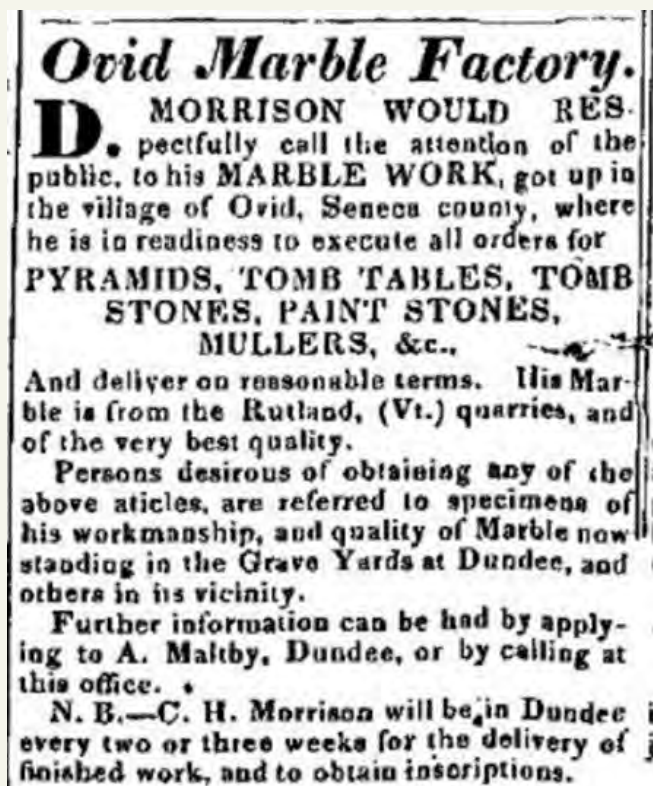 Ovid Marble Factory.
D. MORRISON WOULD RES-
pectfully call the attention of the
public, to his MARBLE WORK, got up in
the village of Ovid, Seneca county, where
he is in readiness to execute all orders for
PYRAMIDS, TOMB TABLES, TOMB
STONES, PAINT STONES,
MULLERS, &c.,
And deliver on reasonable terms. His Mar-
ble is from the Rutland, (Vt.) quarries, and
of the very best quality.
Persons desirous of obtaining any of the
above aticles, are referred to specimens of
his workmanship, and quality of Marble now
standing in the Grave Yards at Dundee, and
others in its vicinity.
Further information can be had by apply-
ing to A. Maltby, Dundee, or by calling at
this office.
N. B.—C. H. Morrison will be in Dundee
every two or three weeks for the delivery of
finished work, and to obtain inscriptions.